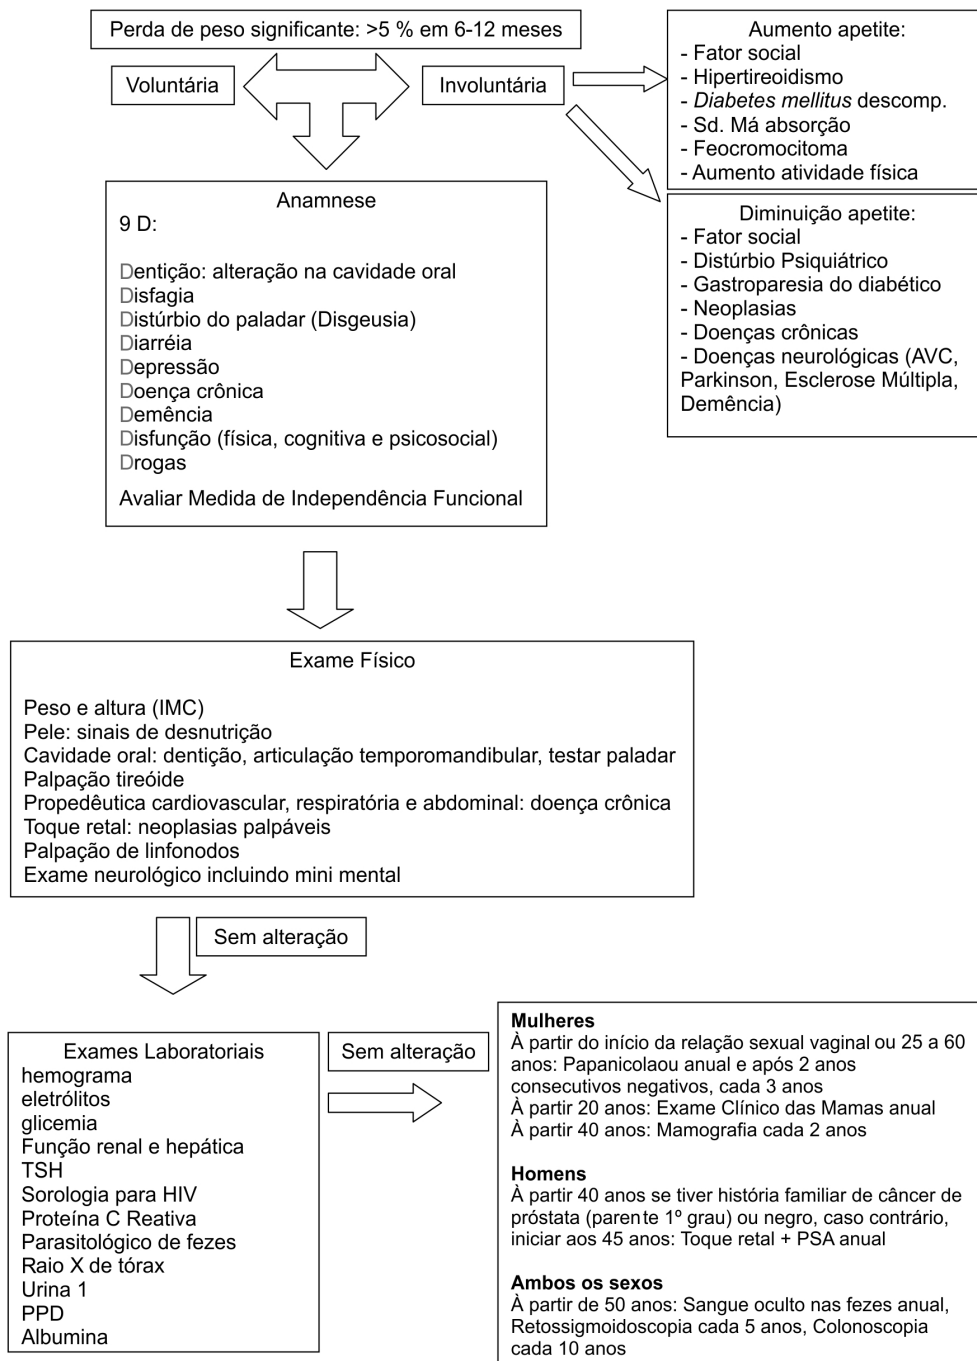 Perda de peso significante: >5 % em 6-12 meses
Voluntária
Involuntária
Aumento apetite:
- Fator social
- Hipertireoidismo
- Diabetes mellitus descomp.
- Sd. Má absorção
- Feocromocitoma
- Aumento atividade física
Diminuição apetite:
- Fator social
- Distúrbio Psiquiátrico
- Gastroparesia do diabético
- Neoplasias
- Doenças crônicas
- Doenças neurológicas (AVC,
Parkinson, Esclerose Múltipla,
Demência)
Anamnese
9 D:
Dentição: alteração na cavidade oral
Disfagia
Distúrbio do paladar (Disgeusia)
Diarréia
Depressão
Doença crônica
Demência
Disfunção (física, cognitiva e psicosocial)
Drogas
Avaliar Medida de Independência Funcional
Exame Físico
Peso e altura (IMC)
Pele: sinais de desnutrição
Cavidade oral: dentição, articulação temporomandibular, testar paladar
Palpação tireóide
Propedêutica cardiovascular, respiratória e abdominal: doença crônica
Toque retal: neoplasias palpáveis
Palpação de linfonodos
Exame neurológico incluindo mini mental
Sem alteração
Exames Laboratoriais
hemograma
eletrólitos
glicemia
Função renal e hepática
TSH
Sorologia para HIV
Proteína C Reativa
Parasitológico de fezes
Raio X de tórax
Urina 1
PPD
Albumina
Sem alteração
Mulheres
À partir do início da relação sexual vaginal ou 25 a 60
anos: Papanicolaou anual e após 2 anos
consecutivos negativos, cada 3 anos
À partir 20 anos: Exame Clínico das Mamas anual
À partir 40 anos: Mamografia cada 2 anos
Homens
À partir 40 anos se tiver história familiar de câncer de
próstata (parente 1º grau) ou negro, caso contrário,
iniciar aos 45 anos: Toque retal + PSA anual
Ambos os sexos
À partir de 50 anos: Sangue oculto nas fezes anual,
Retossigmoidoscopia cada 5 anos, Colonoscopia
cada 10 anos